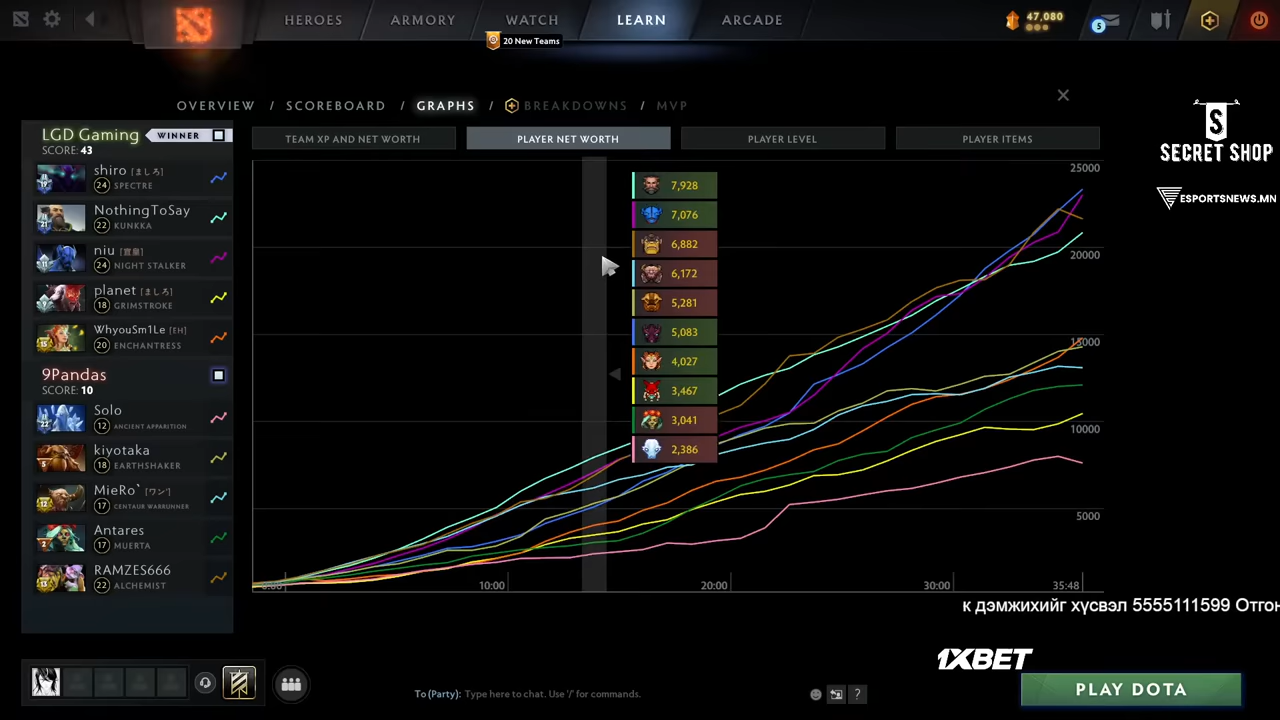 HEROES
ARMORY
WATCH
LEARN
ARCADE
47,080
5
20 New Teams
OVERVIEW / SCOREBOARD / GRAPHS / BREAKDOWNS / MVP
TEAM XP AND NET WORTH
PLAYER NET WORTH
PLAYER LEVEL
PLAYER ITEMS
LGD Gaming
WINNER
SCORE: 43
shiro [ましろ]
24 SPECTRE
NothingToSay
22 KUNKKA
niu
24 NIGHT STALKER
planet [ましろ]
18 GRIMSTROKE
WhyouSm1Le [EH]
20 ENCHANTRESS
9Pandas
SCORE: 10
Solo
12 ANCIENT APPARITION
kiyotaka
18 EARTHSHAKER
MieRo` [ワン']
17 CENTAUR WARRUNNER
Antares
17 MUERTA
RAMZES666
22 ALCHEMIST
7,928
7,076
6,882
6,172
5,281
5,083
4,027
3,467
3,041
2,386
25000
20000
15000
10000
5000
10:00
20:00
30:00
35:48
S
SECRET SHOP
ESPORTSNEWS.MN
к дэмжихийг хүсвэл 5555111599 Отгон
1XBET
To (Party): Type here to chat. Use '/' for commands.
?
PLAY DOTA